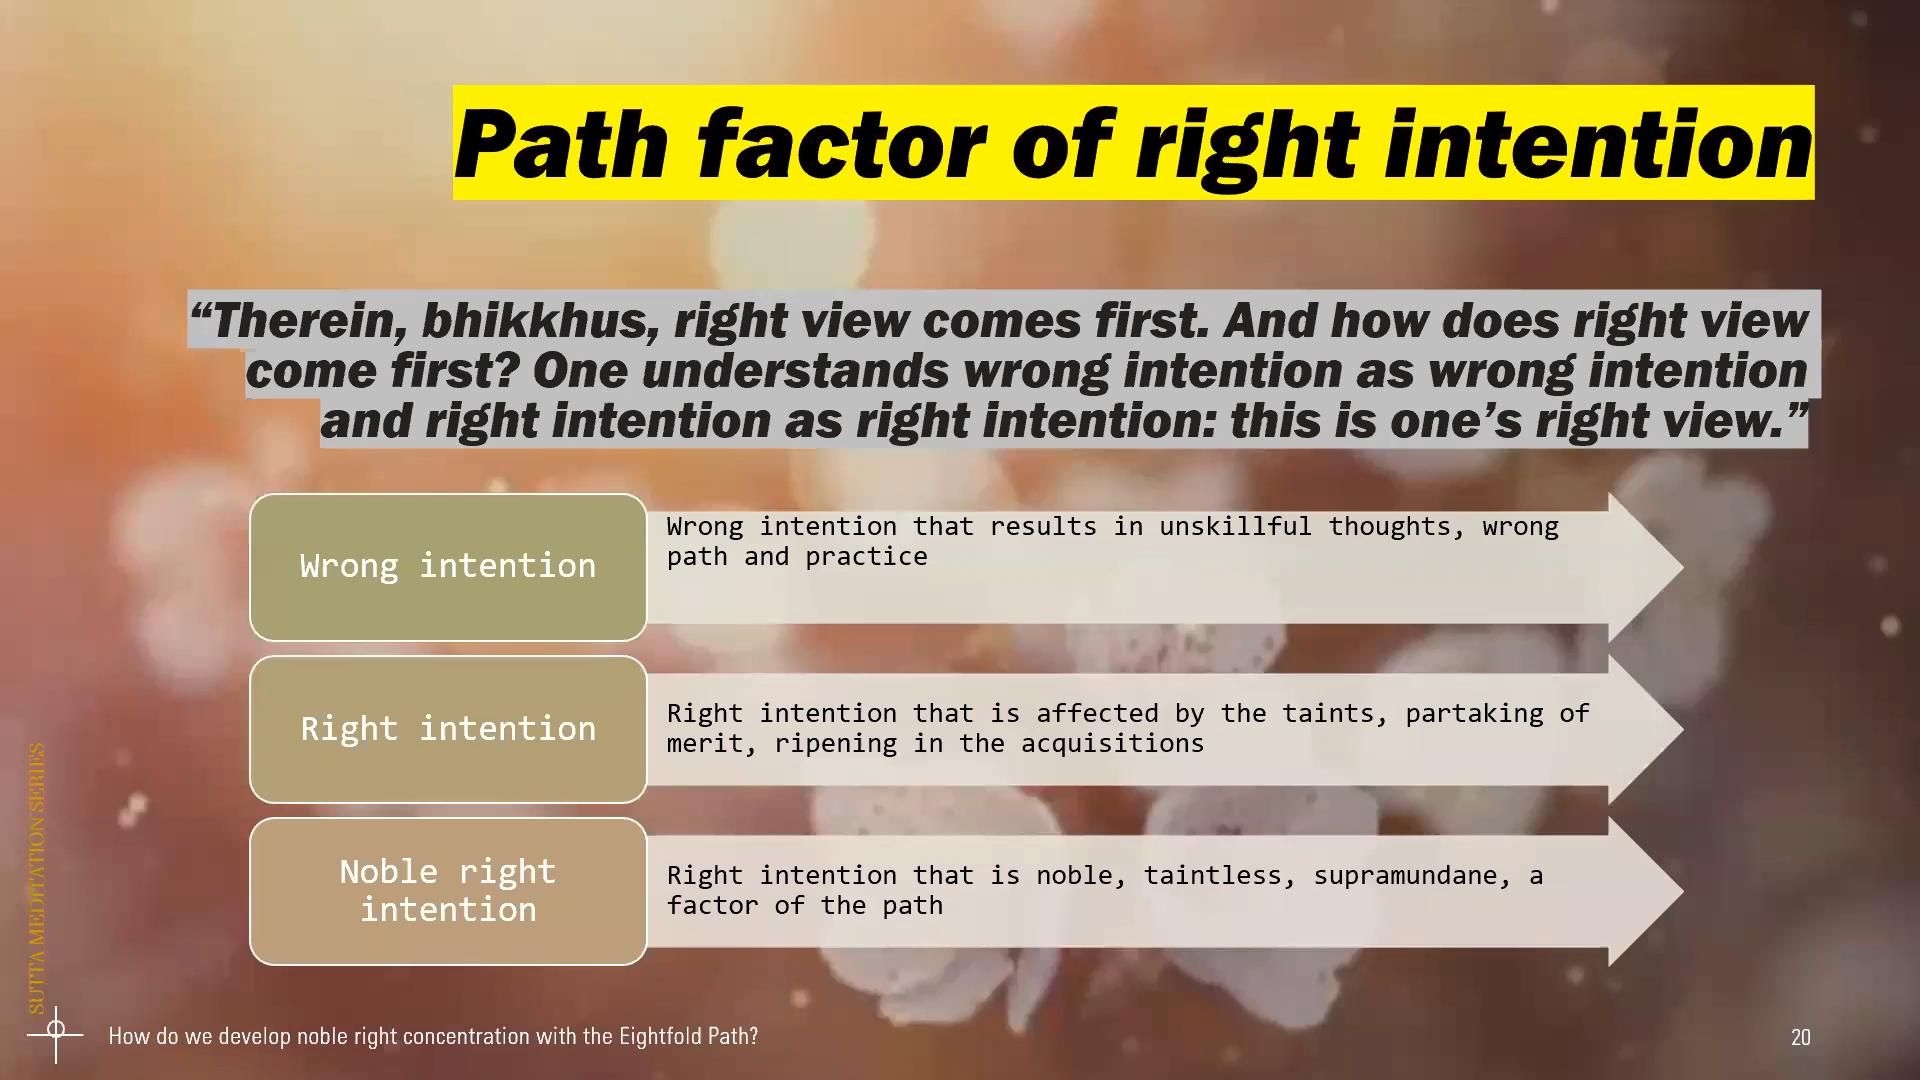 Path factor of right intention
“Therein, bhikkhus, right view comes first. And how does right view
come first? One understands wrong intention as wrong intention
and right intention as right intention: this is one’s right view.”
Wrong intention
Wrong intention that results in unskillful thoughts, wrong
path and practice
Right intention
Right intention that is affected by the taints, partaking of
merit, ripening in the acquisitions
Noble right
intention
Right intention that is noble, taintless, supramundane, a
factor of the path
SUTTA MEDITATION SERIES
How do we develop noble right concentration with the Eightfold Path?
20